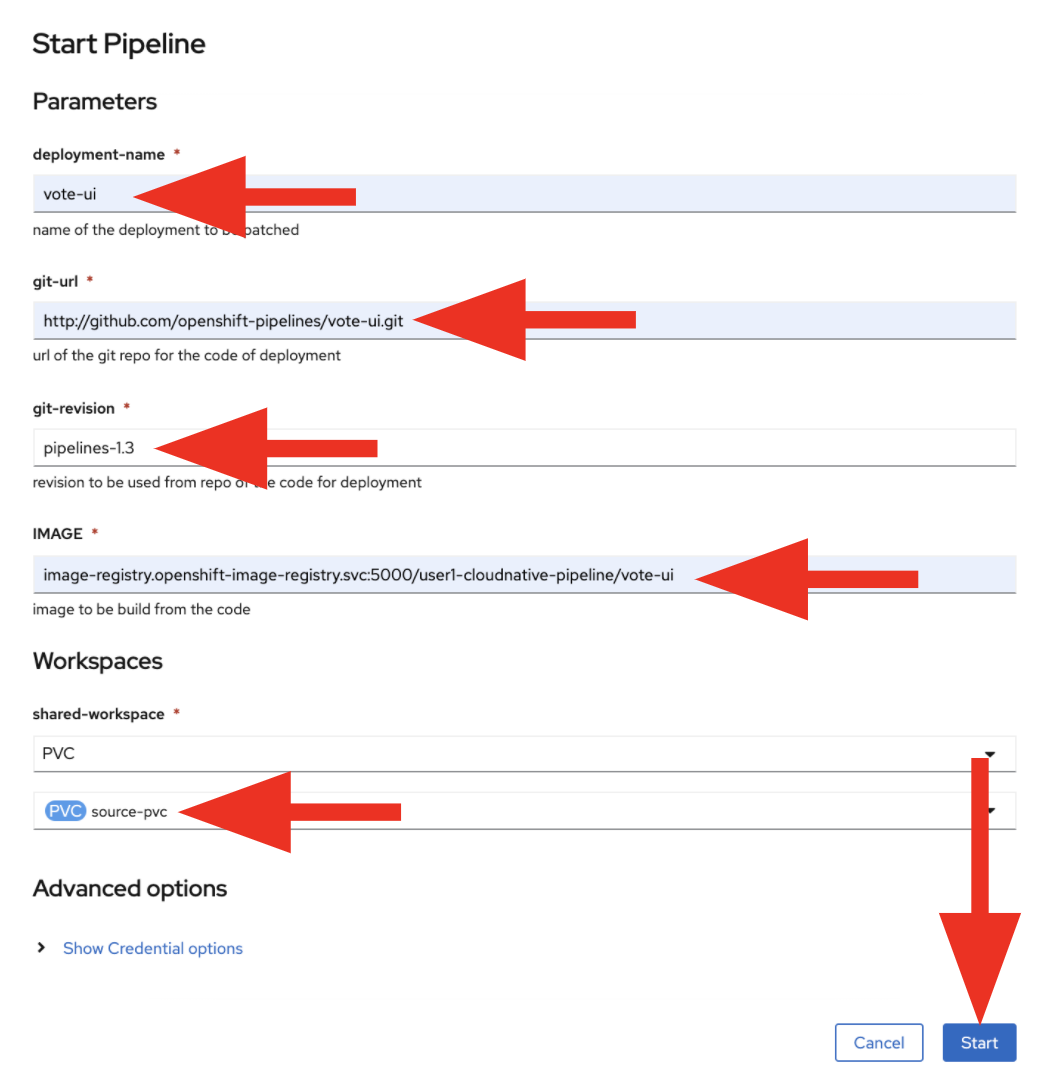 Start Pipeline
Parameters
deployment-name *
vote-ui
name of the deployment to be patched
git-url *
http://github.com/openshift-pipelines/vote-ui.git
url of the git repo for the code of deployment
git-revision *
pipelines-1.3
revision to be used from repo of the code for deployment
IMAGE *
image-registry.openshift-image-registry.svc:5000/user1-cloudnative-pipeline/vote-ui
image to be build from the code
Workspaces
shared-workspace *
PVC
PVC source-pvc
Advanced options
Show Credential options
Cancel Start